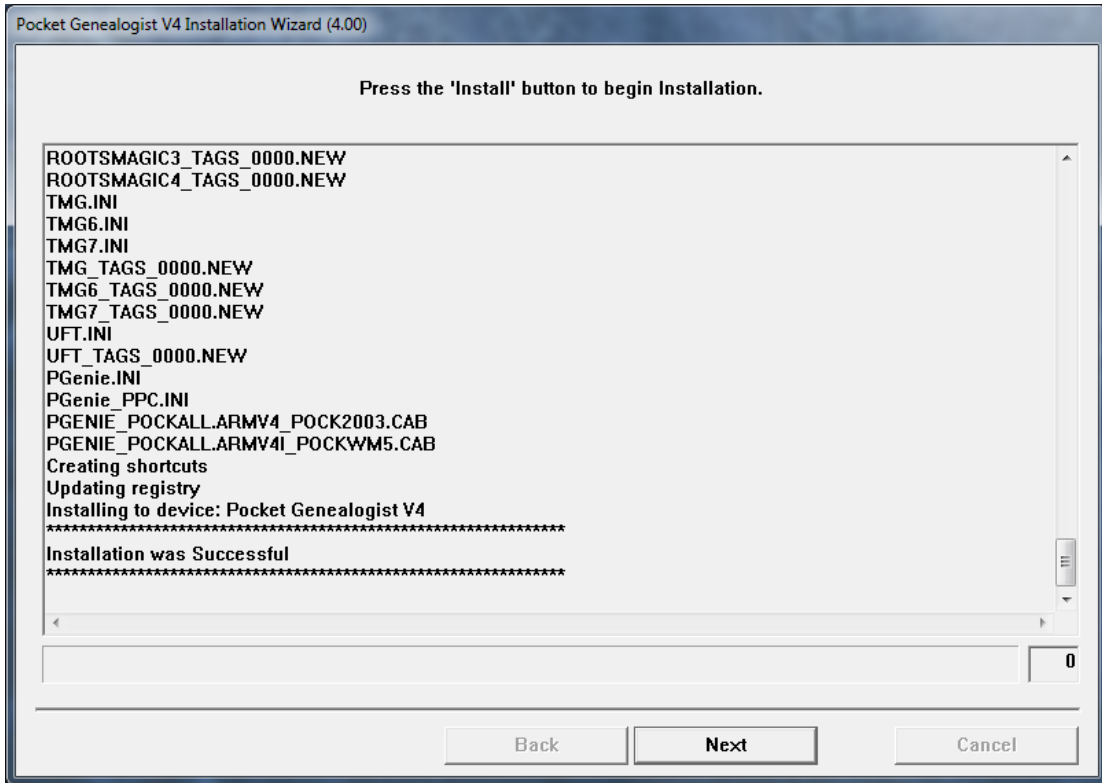 Pocket Genealogist V4 Installation Wizard (4.00)
Press the 'Install' button to begin Installation.
ROOTSMAGIC3_TAGS_0000.NEW
ROOTSMAGIC4_TAGS_0000.NEW
TMG.INI
TMG6.INI
TMG7.INI
TMG_TAGS_0000.NEW
TMG6_TAGS_0000.NEW
TMG7_TAGS_0000.NEW
UFT.INI
UFT_TAGS_0000.NEW
PGenie.INI
PGenie_PPC.INI
PGENIE_POCKALL.ARMV4_POCK2003.CAB
PGENIE_POCKALL.ARMV4I_POCKWM5.CAB
Creating shortcuts
Updating registry
Installing to device: Pocket Genealogist V4
***************************************************************
Installation was Successful
***************************************************************
0
Back Next Cancel